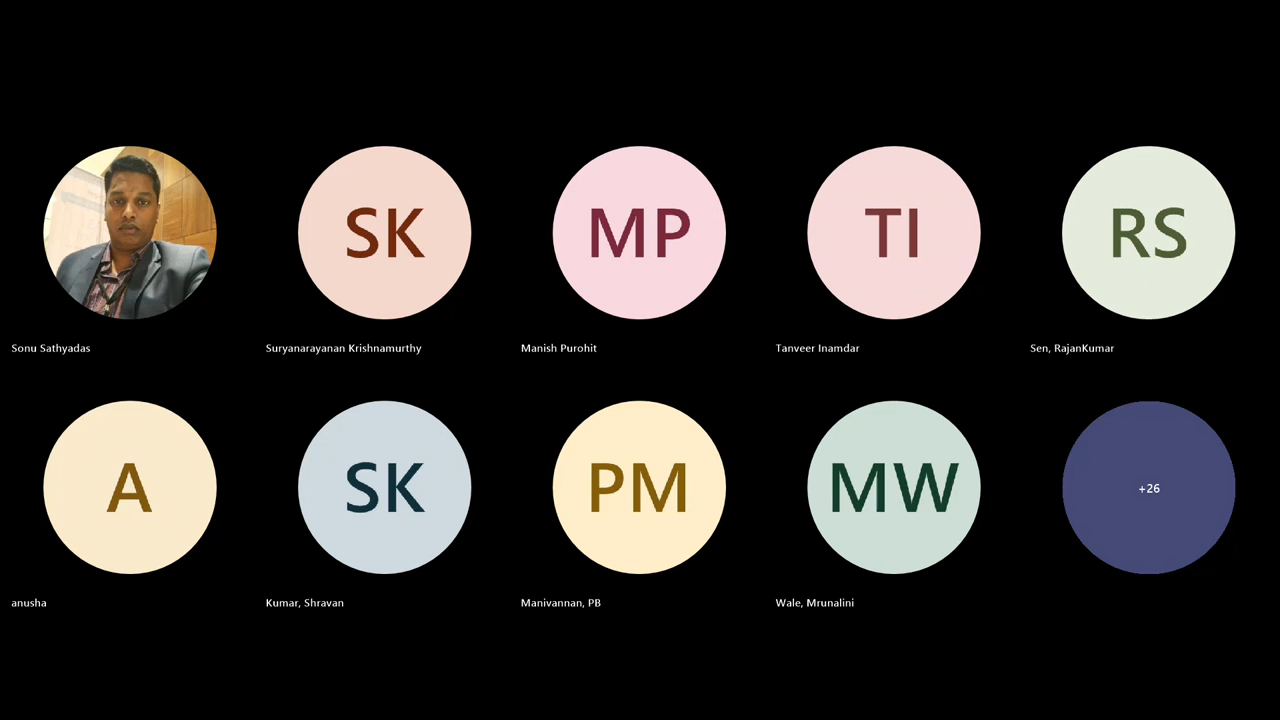 SK
MP
TI
RS
Sonu Sathyadas
Suryanarayanan Krishnamurthy
Manish Purohit
Tanveer Inamdar
Sen, RajanKumar
A
SK
PM
MW
+26
anusha
Kumar, Shravan
Manivannan, PB
Wale, Mrunalini